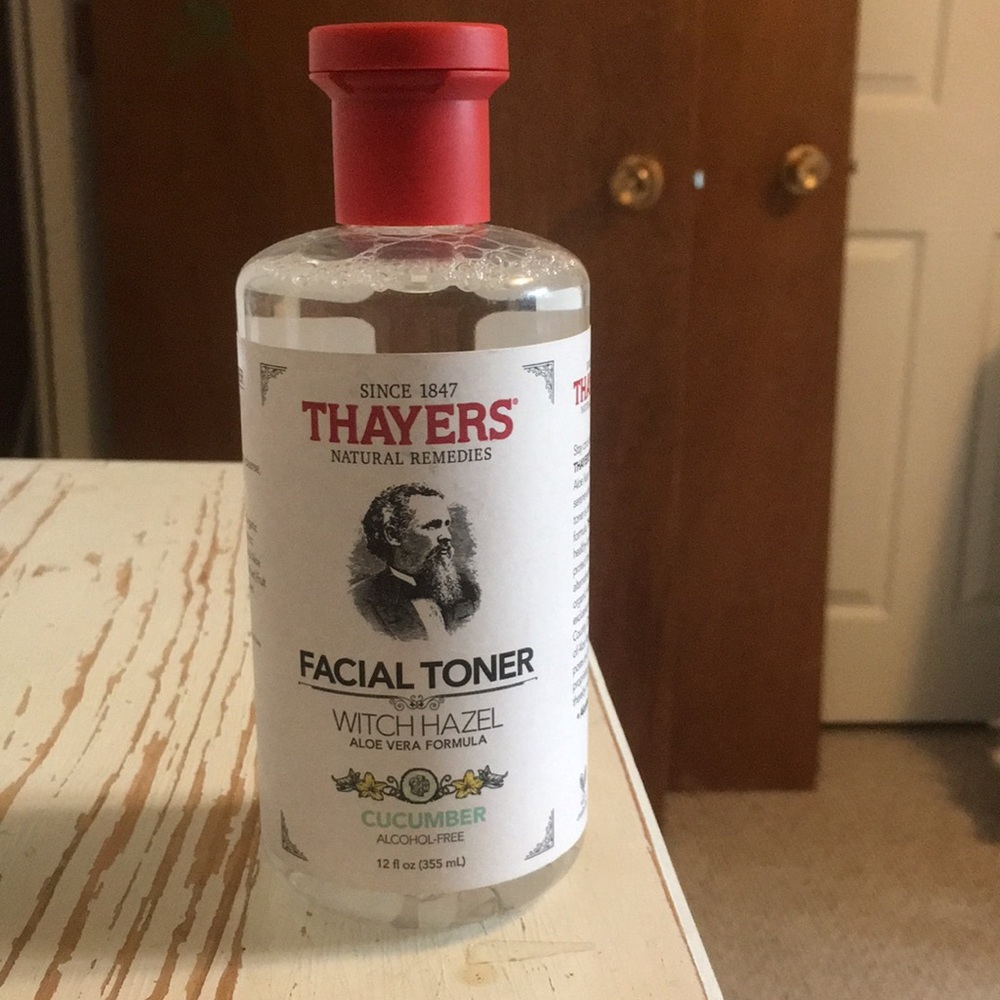 SINCE 1847
THAYERS®
NATURAL REMEDIES
FACIAL TONER
WITCH HAZEL
ALOE VERA FORMULA
CUCUMBER
ALCOHOL-FREE
12 fl oz (355 mL)